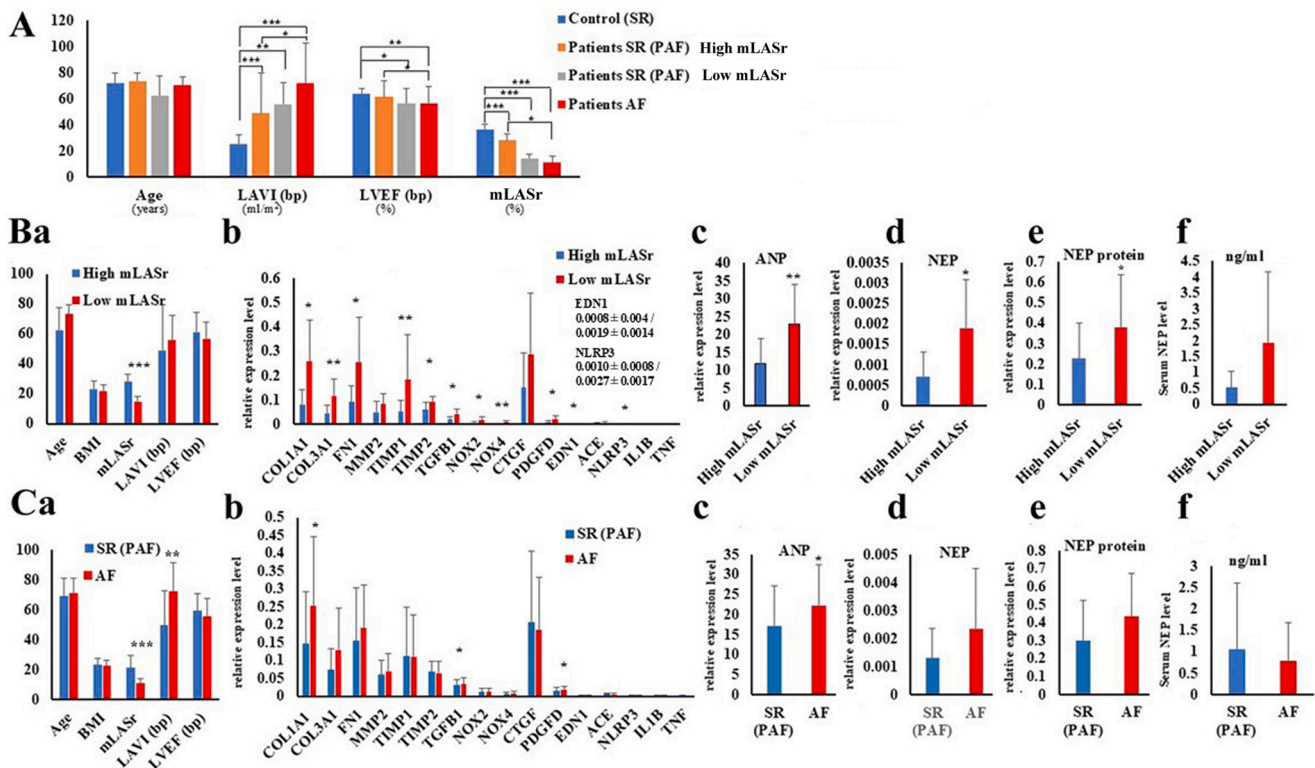 A
120
100
80
60
40
20
0
***
*
**
***
**
*
*
***
***
***
*
Control (SR)
Patients SR (PAF) High mLASr
Patients SR (PAF) Low mLASr
Patients AF
Age
(years)
LAVI (bp)
(ml/m²)
LVEF (bp)
(%)
mLASr
(%)
Ba
High mLASr
Low mLASr
100
80
60
40
20
0
***
Age
BMI
mLASr
LAVI (bp)
LVEF (bp)
b
High mLASr
Low mLASr
EDN1
0.0008 ± 0.004 /
0.0019 ± 0.0014
NLRP3
0.0010 ± 0.0008 /
0.0027 ± 0.0017
relative expression level
0.6
0.5
0.4
0.3
0.2
0.1
0
*
**
*
**
*
*
*
**
*
*
*
COL1A1
COL3A1
FN1
MMP2
TIMP1
TIMP2
TGFB1
NOX2
NOX4
CTGF
PDGFD
EDN1
ACE
NLRP3
IL1B
TNF
c
ANP
relative expression level
40
35
30
25
20
15
10
5
0
**
High mLASr
Low mLASr
d
NEP
relative expression level
0.0035
0.003
0.0025
0.002
0.0015
0.001
0.0005
0
*
High mLASr
Low mLASr
e
NEP protein
relative expression level
0.7
0.6
0.5
0.4
0.3
0.2
0.1
0
*
High mLASr
Low mLASr
f
ng/ml
Serum NEP level
4.5
4
3.5
3
2.5
2
1.5
1
0.5
0
High mLASr
Low mLASr
Ca
SR (PAF)
AF
100
80
60
40
20
0
***
**
Age
BMI
mLASr
LAVI (bp)
LVEF (bp)
b
SR (PAF)
AF
relative expression level
0.5
0.45
0.4
0.35
0.3
0.25
0.2
0.15
0.1
0.05
0
*
*
*
COL1A1
COL3A1
FN1
MMP2
TIMP1
TIMP2
TGFB1
NOX2
NOX4
CTGF
PDGFD
EDN1
ACE
NLRP3
IL1B
TNF
c
ANP
relative expression level
35
30
25
20
15
10
5
0
*
SR
(PAF)
AF
d
NEP
relative expression level
0.005
0.004
0.003
0.002
0.001
0
SR
(PAF)
AF
e
NEP protein
relative expression level
0.8
0.7
0.6
0.5
0.4
0.3
0.2
0.1
0
SR
(PAF)
AF
f
ng/ml
Serum NEP level
3
2.5
2
1.5
1
0.5
0
SR
(PAF)
AF